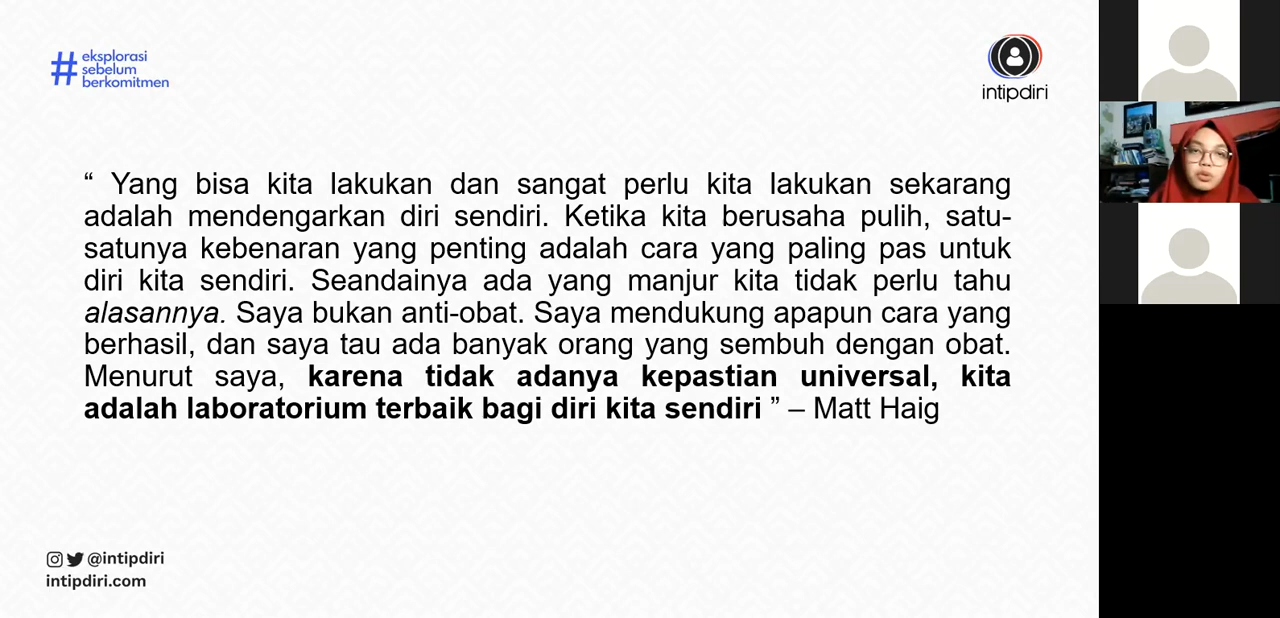 #eksplorasi
sebelum
berkomitmen
intipdiri
“ Yang bisa kita lakukan dan sangat perlu kita lakukan sekarang
adalah mendengarkan diri sendiri. Ketika kita berusaha pulih, satu-
satunya kebenaran yang penting adalah cara yang paling pas untuk
diri kita sendiri. Seandainya ada yang manjur kita tidak perlu tahu
alasannya. Saya bukan anti-obat. Saya mendukung apapun cara yang
berhasil, dan saya tau ada banyak orang yang sembuh dengan obat.
Menurut saya, karena tidak adanya kepastian universal, kita
adalah laboratorium terbaik bagi diri kita sendiri ” – Matt Haig
@intipdiri
intipdiri.com